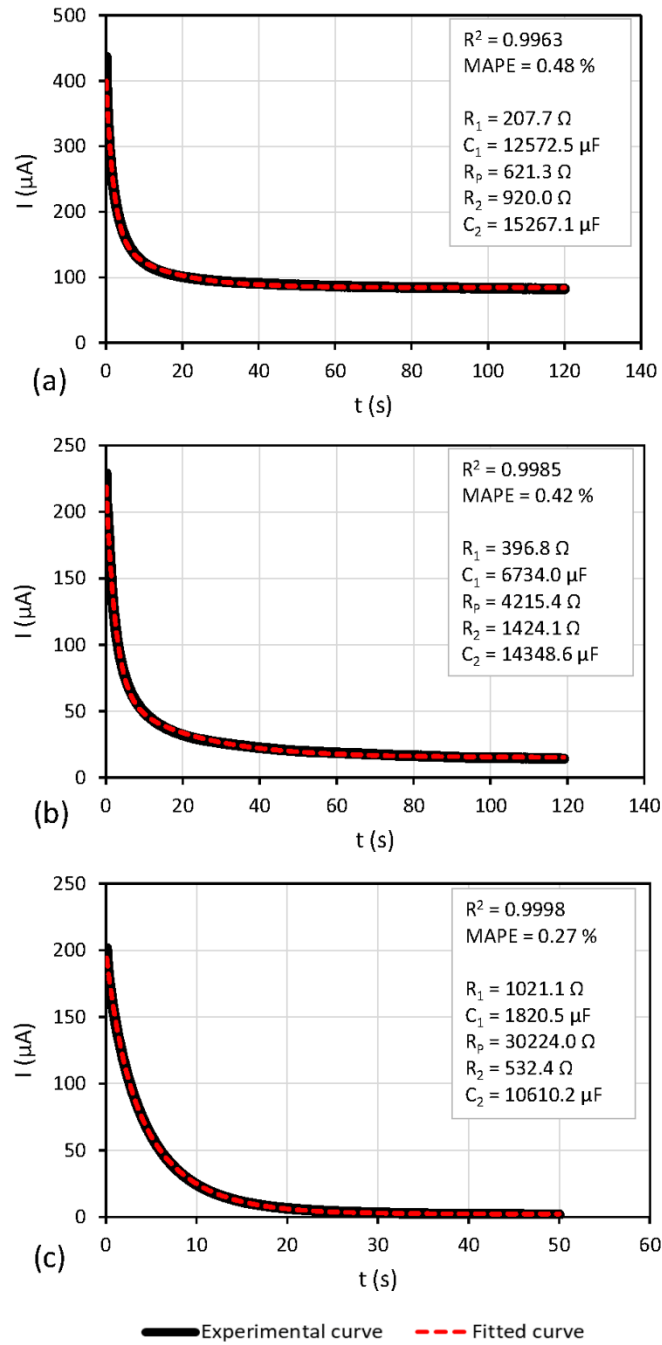 500
400
300
200
100
0
I (µA)
R² = 0.9963
MAPE = 0.48 %
R₁ = 207.7 Ω
C₁ = 12572.5 µF
Rₚ = 621.3 Ω
R₂ = 920.0 Ω
C₂ = 15267.1 µF
0 20 40 60 80 100 120 140
(a)
t (s)
250
200
150
100
50
0
I (µA)
R² = 0.9985
MAPE = 0.42 %
R₁ = 396.8 Ω
C₁ = 6734.0 µF
Rₚ = 4215.4 Ω
R₂ = 1424.1 Ω
C₂ = 14348.6 µF
0 20 40 60 80 100 120 140
(b)
t (s)
250
200
150
100
50
0
I (µA)
R² = 0.9998
MAPE = 0.27 %
R₁ = 1021.1 Ω
C₁ = 1820.5 µF
Rₚ = 30224.0 Ω
R₂ = 532.4 Ω
C₂ = 10610.2 µF
0 10 20 30 40 50 60
(c)
t (s)
Experimental curve Fitted curve